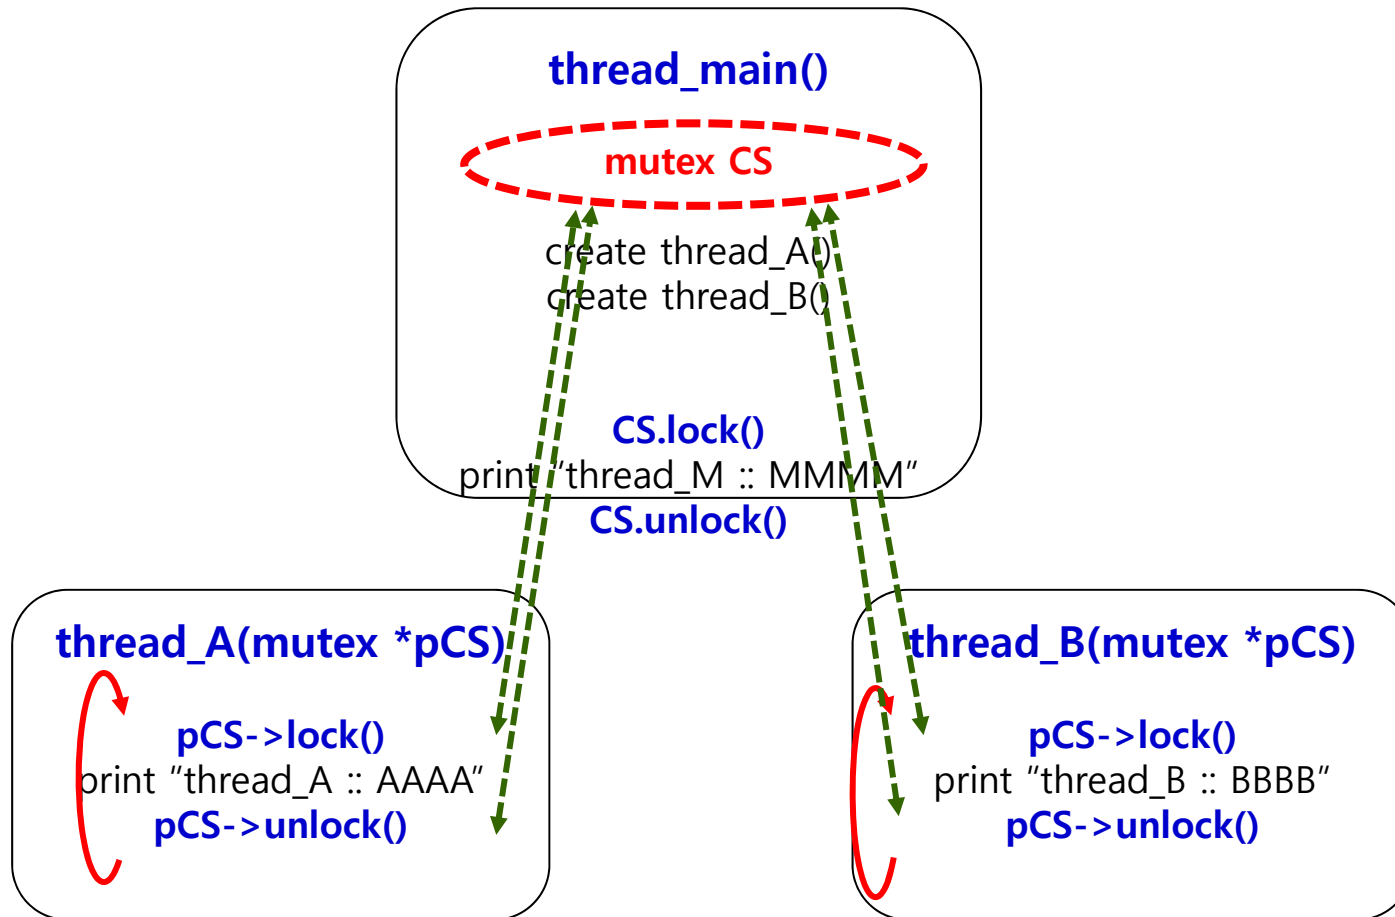 thread_main()
mutex CS
create thread_A()
create thread_B()
CS.lock()
print "thread_M :: MMMM"
CS.unlock()
thread_A(mutex *pCS)
pCS->lock()
print "thread_A :: AAAA"
pCS->unlock()
thread_B(mutex *pCS)
pCS->lock()
print "thread_B :: BBBB"
pCS->unlock()